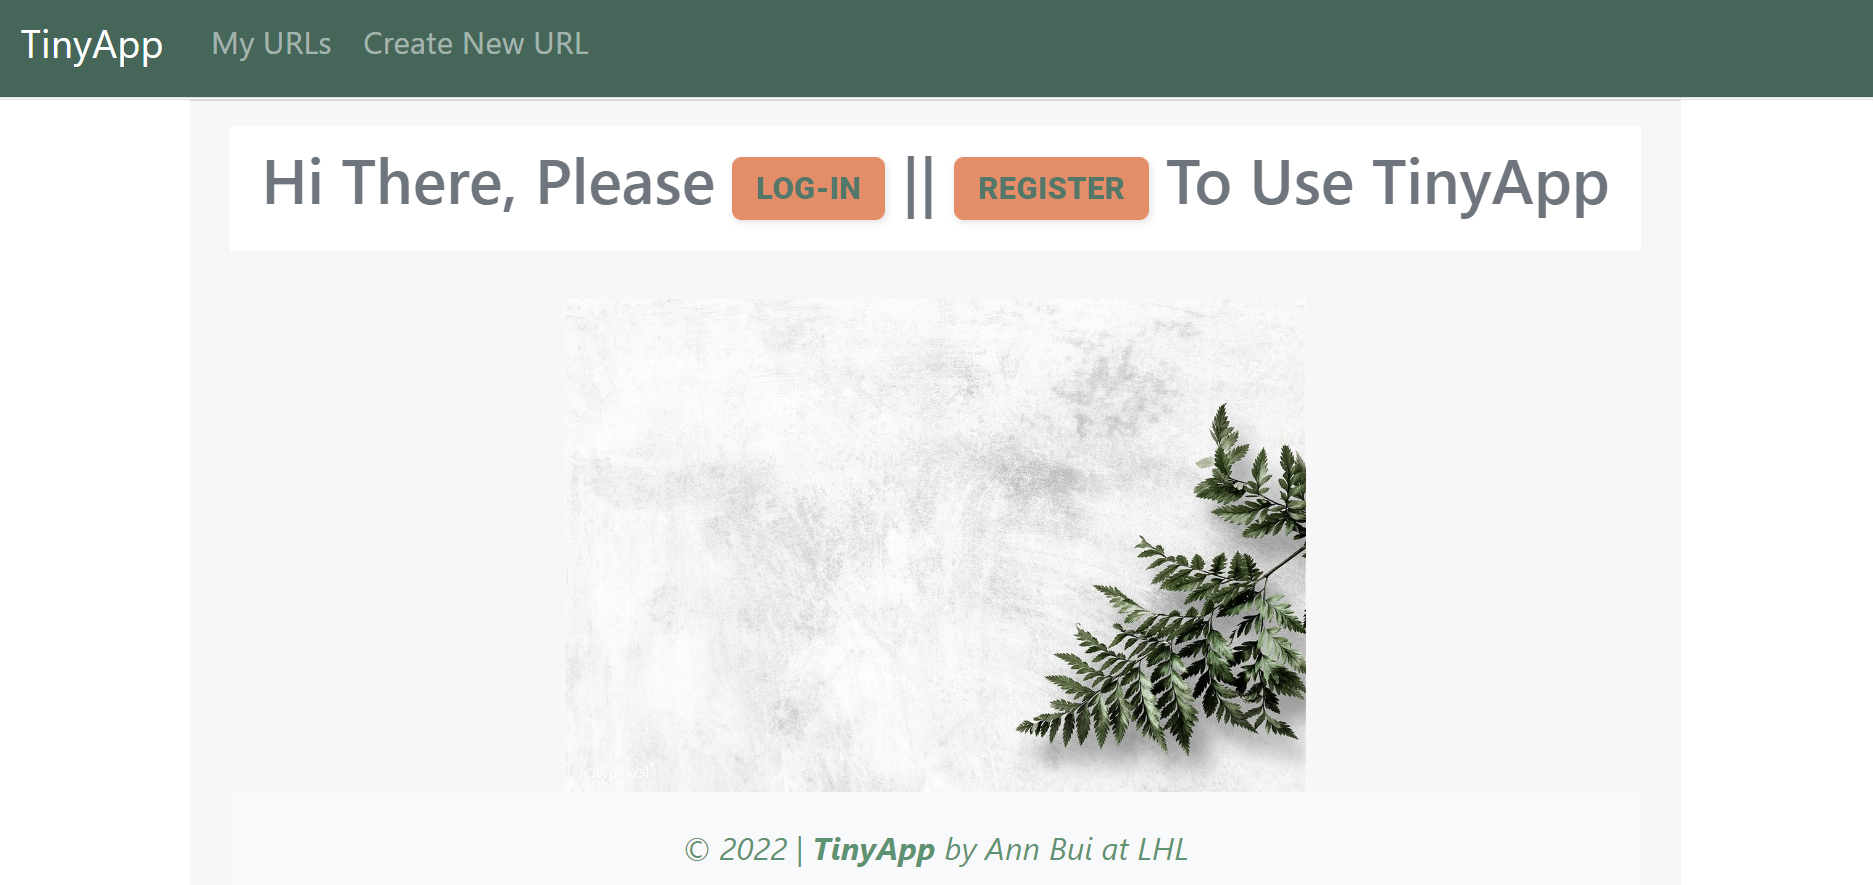 TinyApp My URLs Create New URL
Hi There, Please LOG-IN || REGISTER To Use TinyApp
rawpixel
© 2022 | TinyApp by Ann Bui at LHL